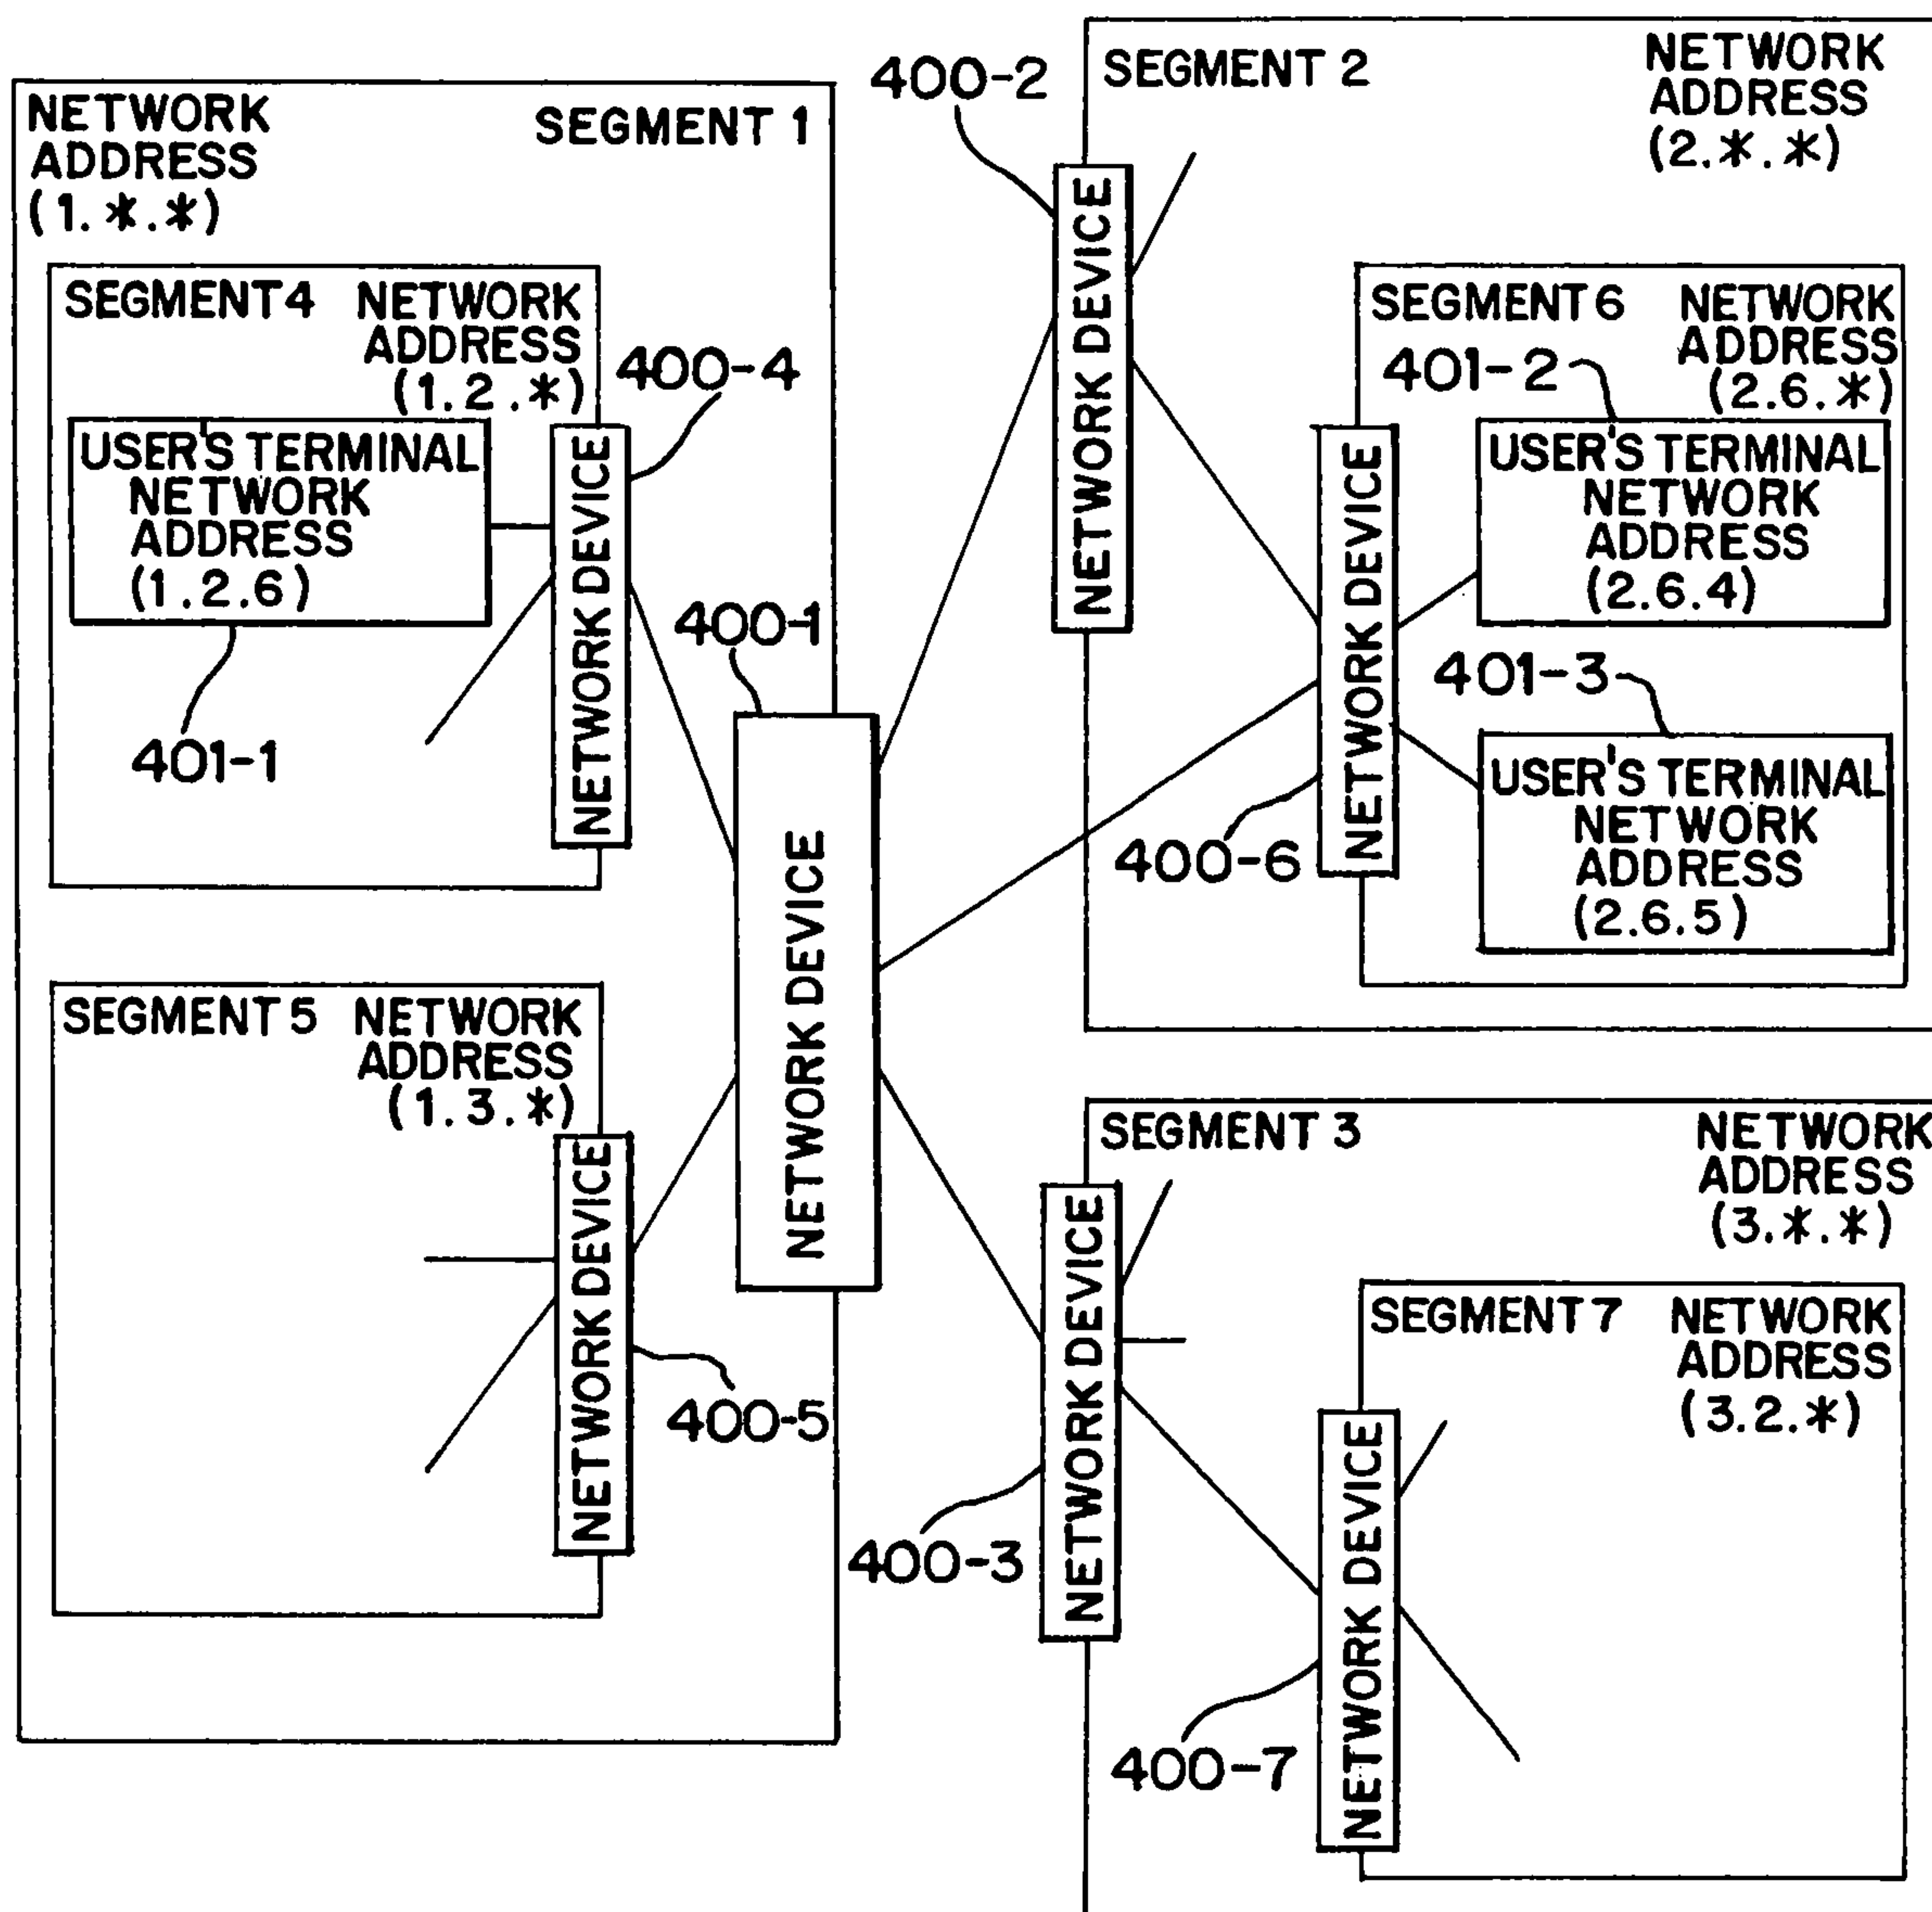 NETWORK
ADDRESS
(1.*.*)
SEGMENT 1
SEGMENT 4
NETWORK
ADDRESS
(1.2.*)
400-4
USER'S TERMINAL
NETWORK
ADDRESS
(1.2.6)
401-1
NETWORK DEVICE
400-1
NETWORK DEVICE
SEGMENT 5
NETWORK
ADDRESS
(1.3.*)
NETWORK DEVICE
400-5
400-2
SEGMENT 2
NETWORK
ADDRESS
(2.*.*)
NETWORK DEVICE
SEGMENT 6
NETWORK
ADDRESS
(2.6.*)
401-2
USER'S TERMINAL
NETWORK
ADDRESS
(2.6.4)
401-3
USER'S TERMINAL
NETWORK
ADDRESS
(2.6.5)
NETWORK DEVICE
400-6
SEGMENT 3
NETWORK
ADDRESS
(3.*.*)
NETWORK DEVICE
400-3
SEGMENT 7
NETWORK
ADDRESS
(3.2.*)
NETWORK DEVICE
400-7